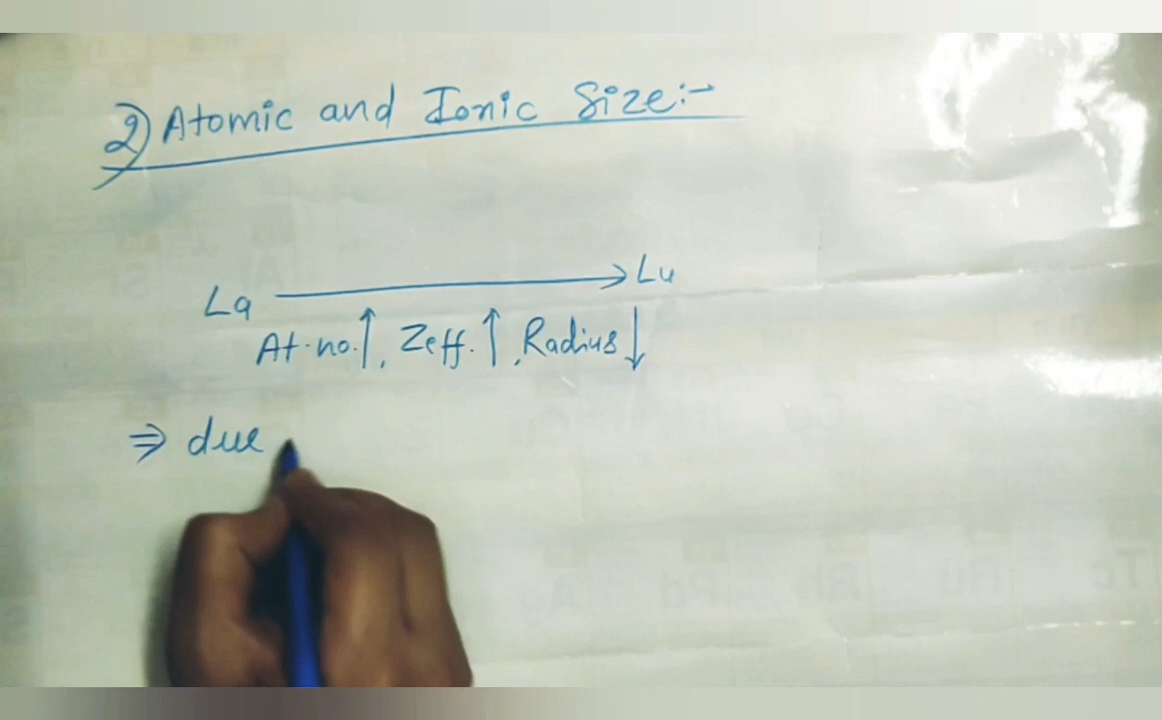 2) Atomic and Ionic Size:-
La ⟶ Lu
At.no.↑, Zeff.↑, Radius↓
⇒ due